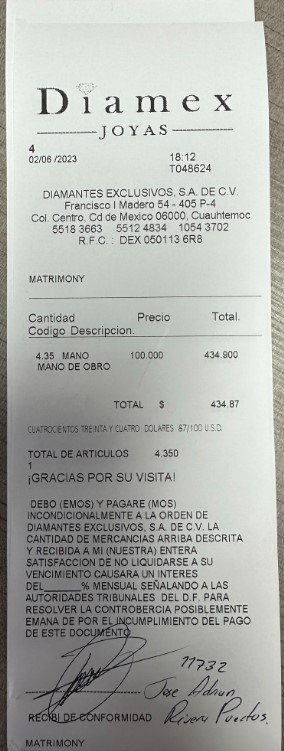 Diamex
JOYAS
4
02/06 /2023 18:12
T048624
DIAMANTES EXCLUSIVOS, S.A. DE C.V.
Francisco I Madero 54 - 405 P-4
Col. Centro, Cd de Mexico 06000, Cuauhtemoc
5518 3663 5512 4834 1054 3702
R.F.C. : DEX 050113 6R8
MATRIMONY
Cantidad Precio Total.
Codigo Descripcion.
4.35 MANO 100.000 434.900
MANO DE OBRO
TOTAL $ 434.87
CUATROCIENTOS TREINTA Y CUATRO DOLARES 87/100 U.S.D.
TOTAL DE ARTICULOS 4.350
1
¡GRACIAS POR SU VISITA!
DEBO (EMOS) Y PAGARE (MOS)
INCONDICIONALMENTE A LA ORDEN DE
DIAMANTES EXCLUSIVOS, S.A. DE C.V. LA
CANTIDAD DE MERCANCIAS ARRIBA DESCRITA
Y RECIBIDA A MI (NUESTRA) ENTERA
SATISFACCION DE NO LIQUIDARSE A SU
VENCIMIENTO CAUSARA UN INTERES
DEL______% MENSUAL SEÑALANDO A LAS
AUTORIDADES TRIBUNALES DEL D.F. PARA
RESOLVER LA CONTROBERCIA POSIBLEMENTE
EMANA DE POR EL INCUMPLIMIENTO DEL PAGO
DE ESTE DOCUMENTO
11732
Jose Adrian
RECIBI DE CONFORMIDAD Rivera Puertos.
MATRIMONY